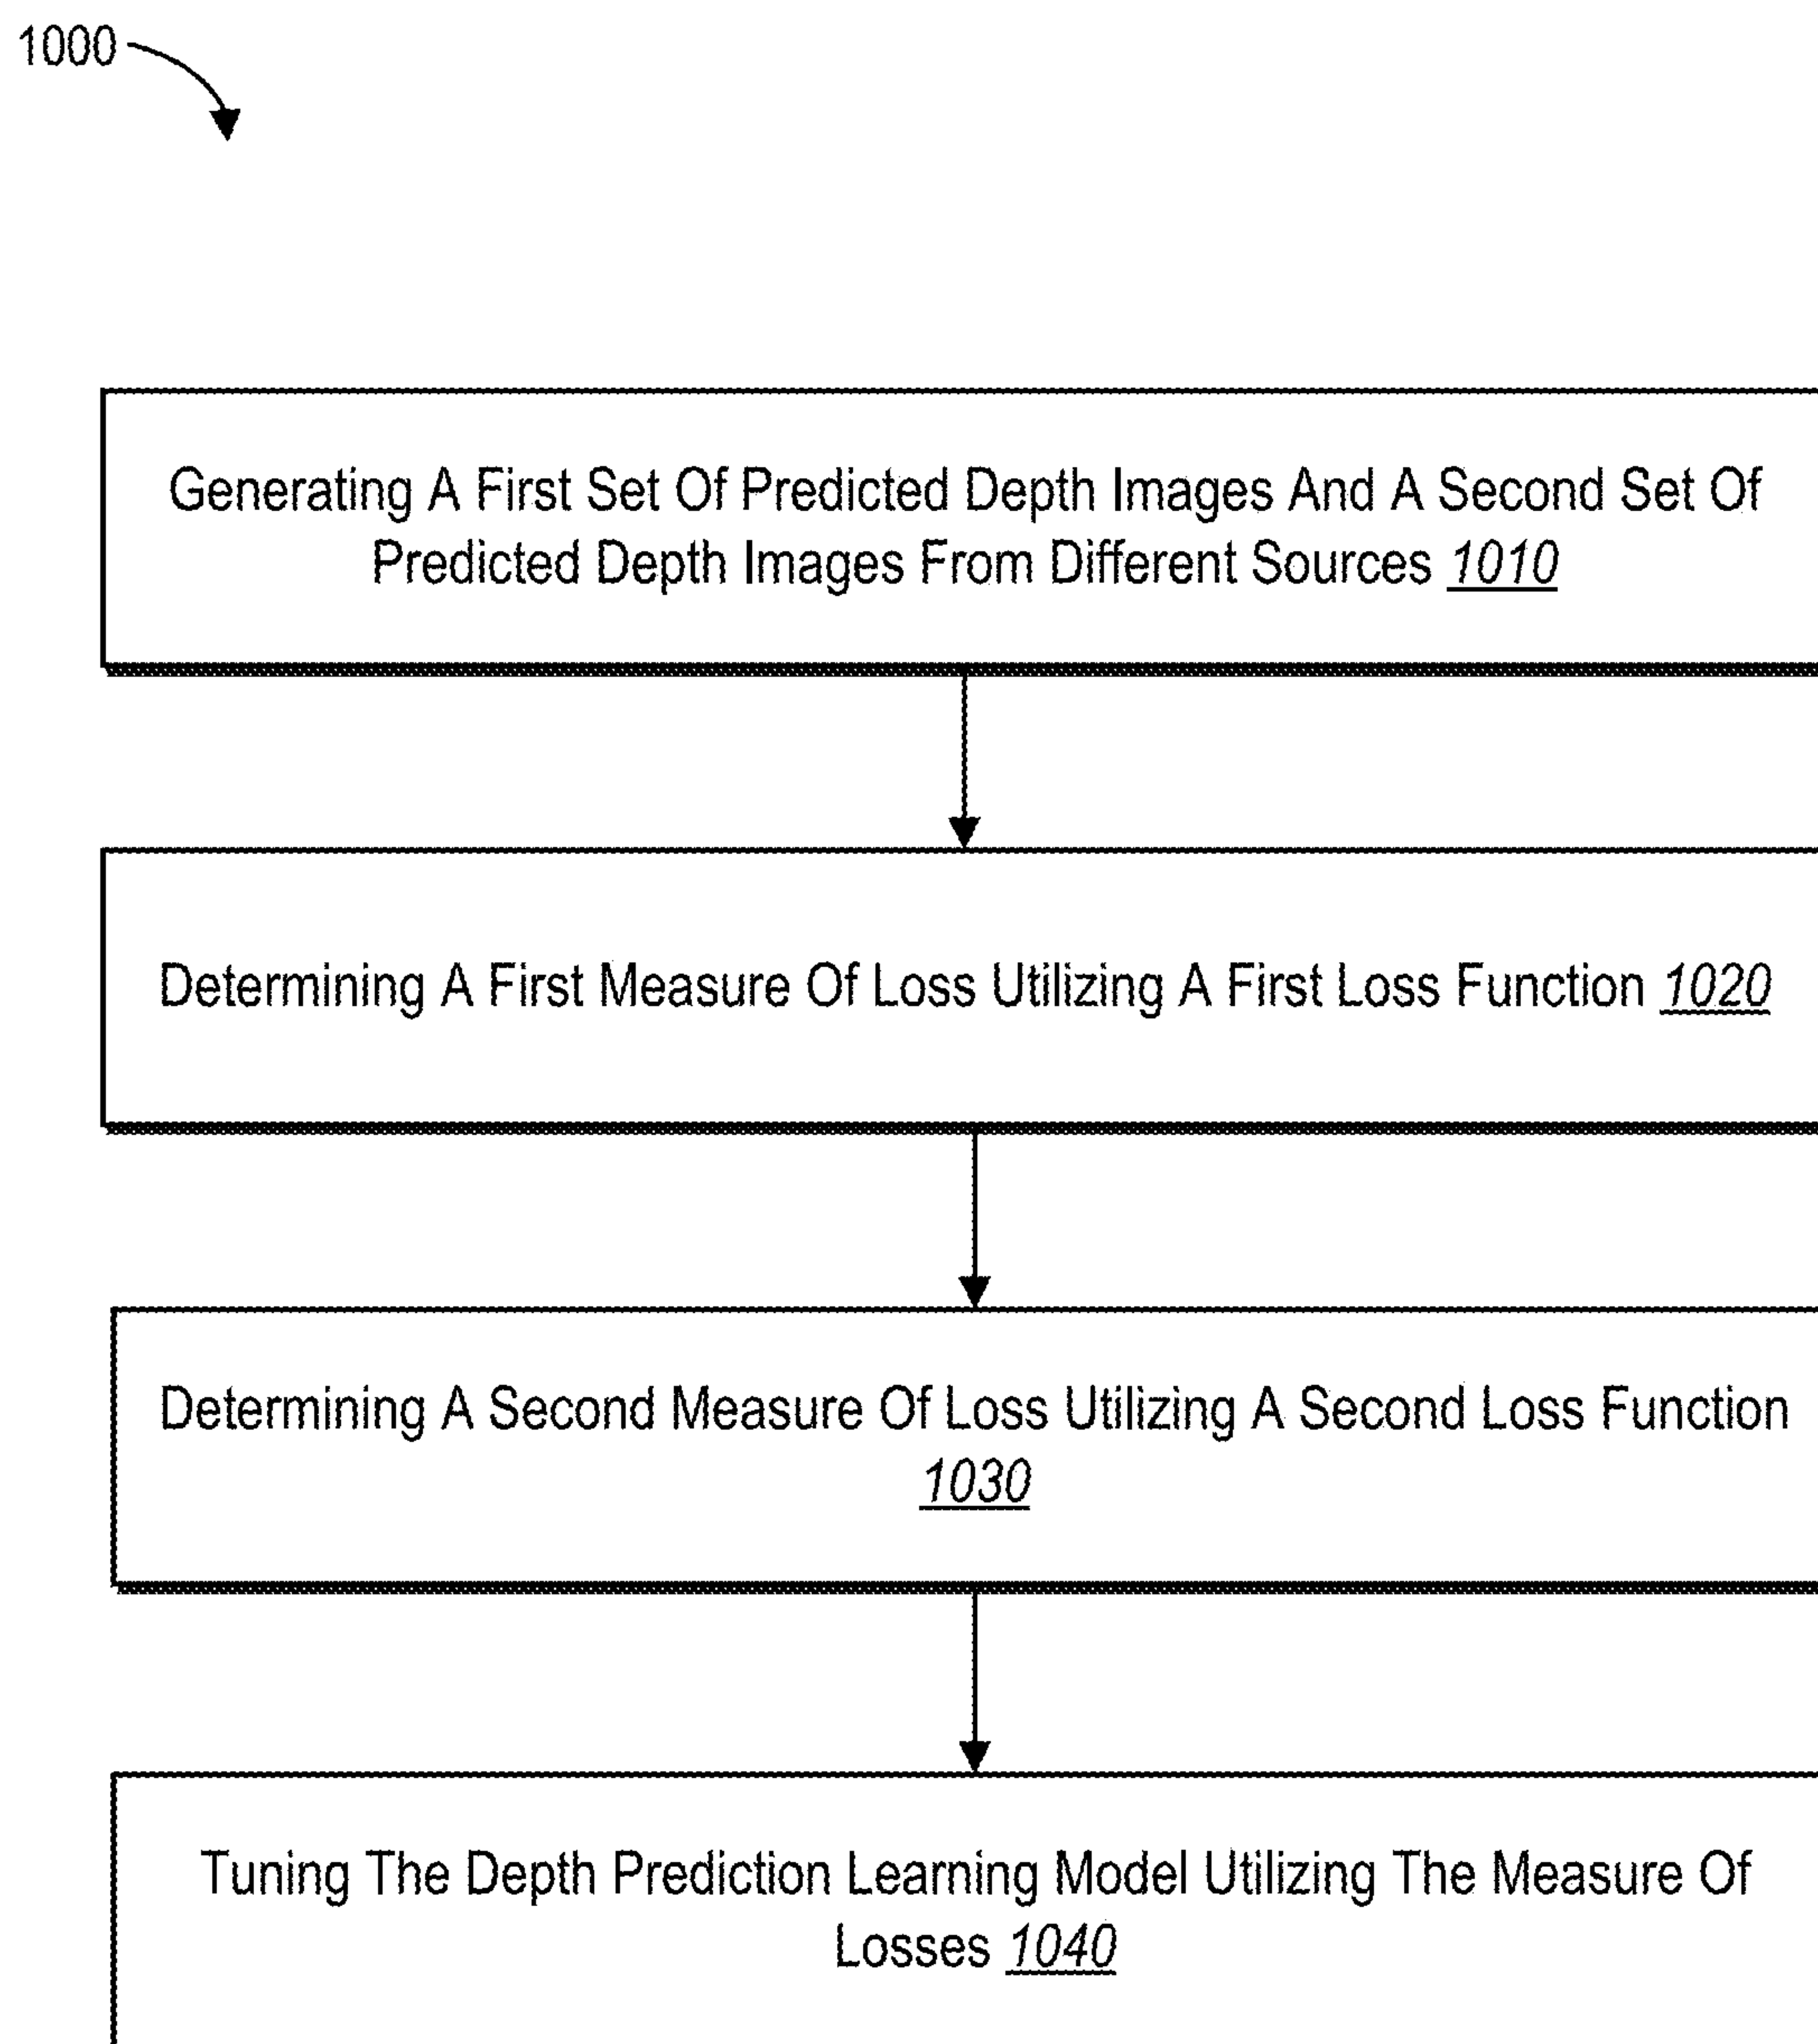 1000
Generating A First Set Of Predicted Depth Images And A Second Set Of
Predicted Depth Images From Different Sources 1010
Determining A First Measure Of Loss Utilizing A First Loss Function 1020
Determining A Second Measure Of Loss Utilizing A Second Loss Function
1030
Tuning The Depth Prediction Learning Model Utilizing The Measure Of
Losses 1040